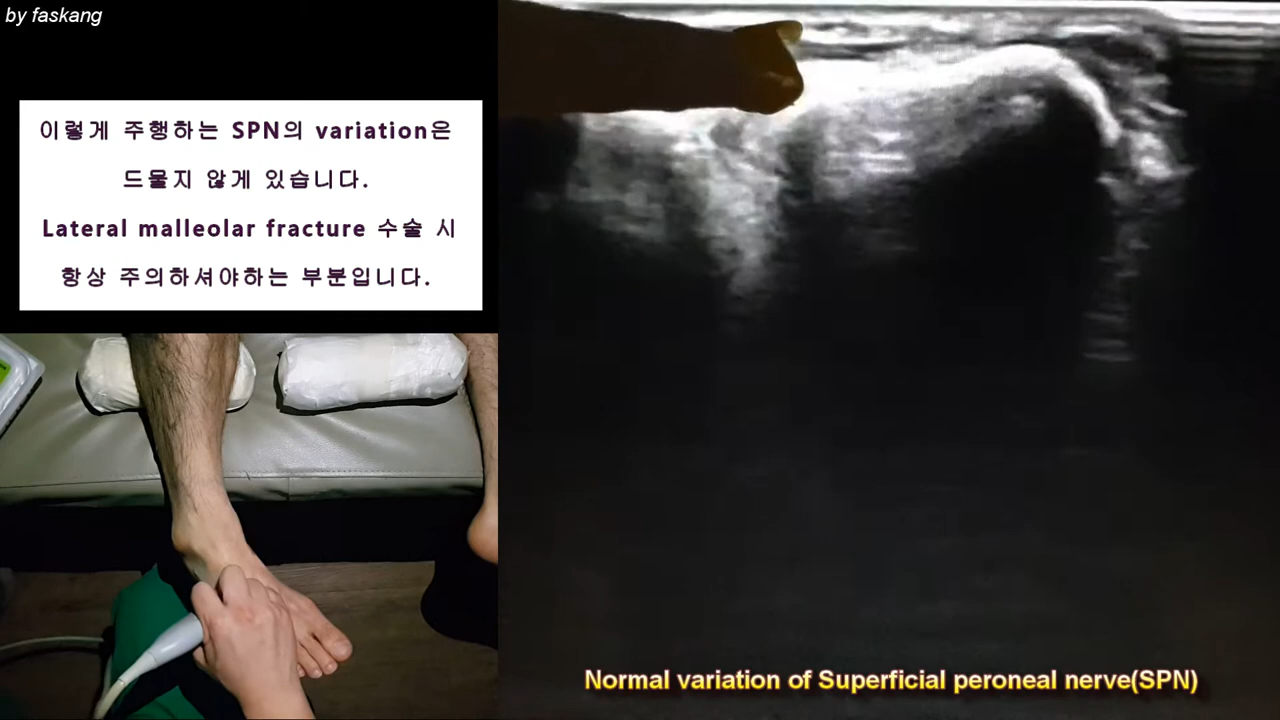 by faskang
이렇게 주행하는 SPN의 variation은
드물지 않게 있습니다.
Lateral malleolar fracture 수술 시
항상 주의하셔야하는 부분입니다.
Normal variation of Superficial peroneal nerve(SPN)